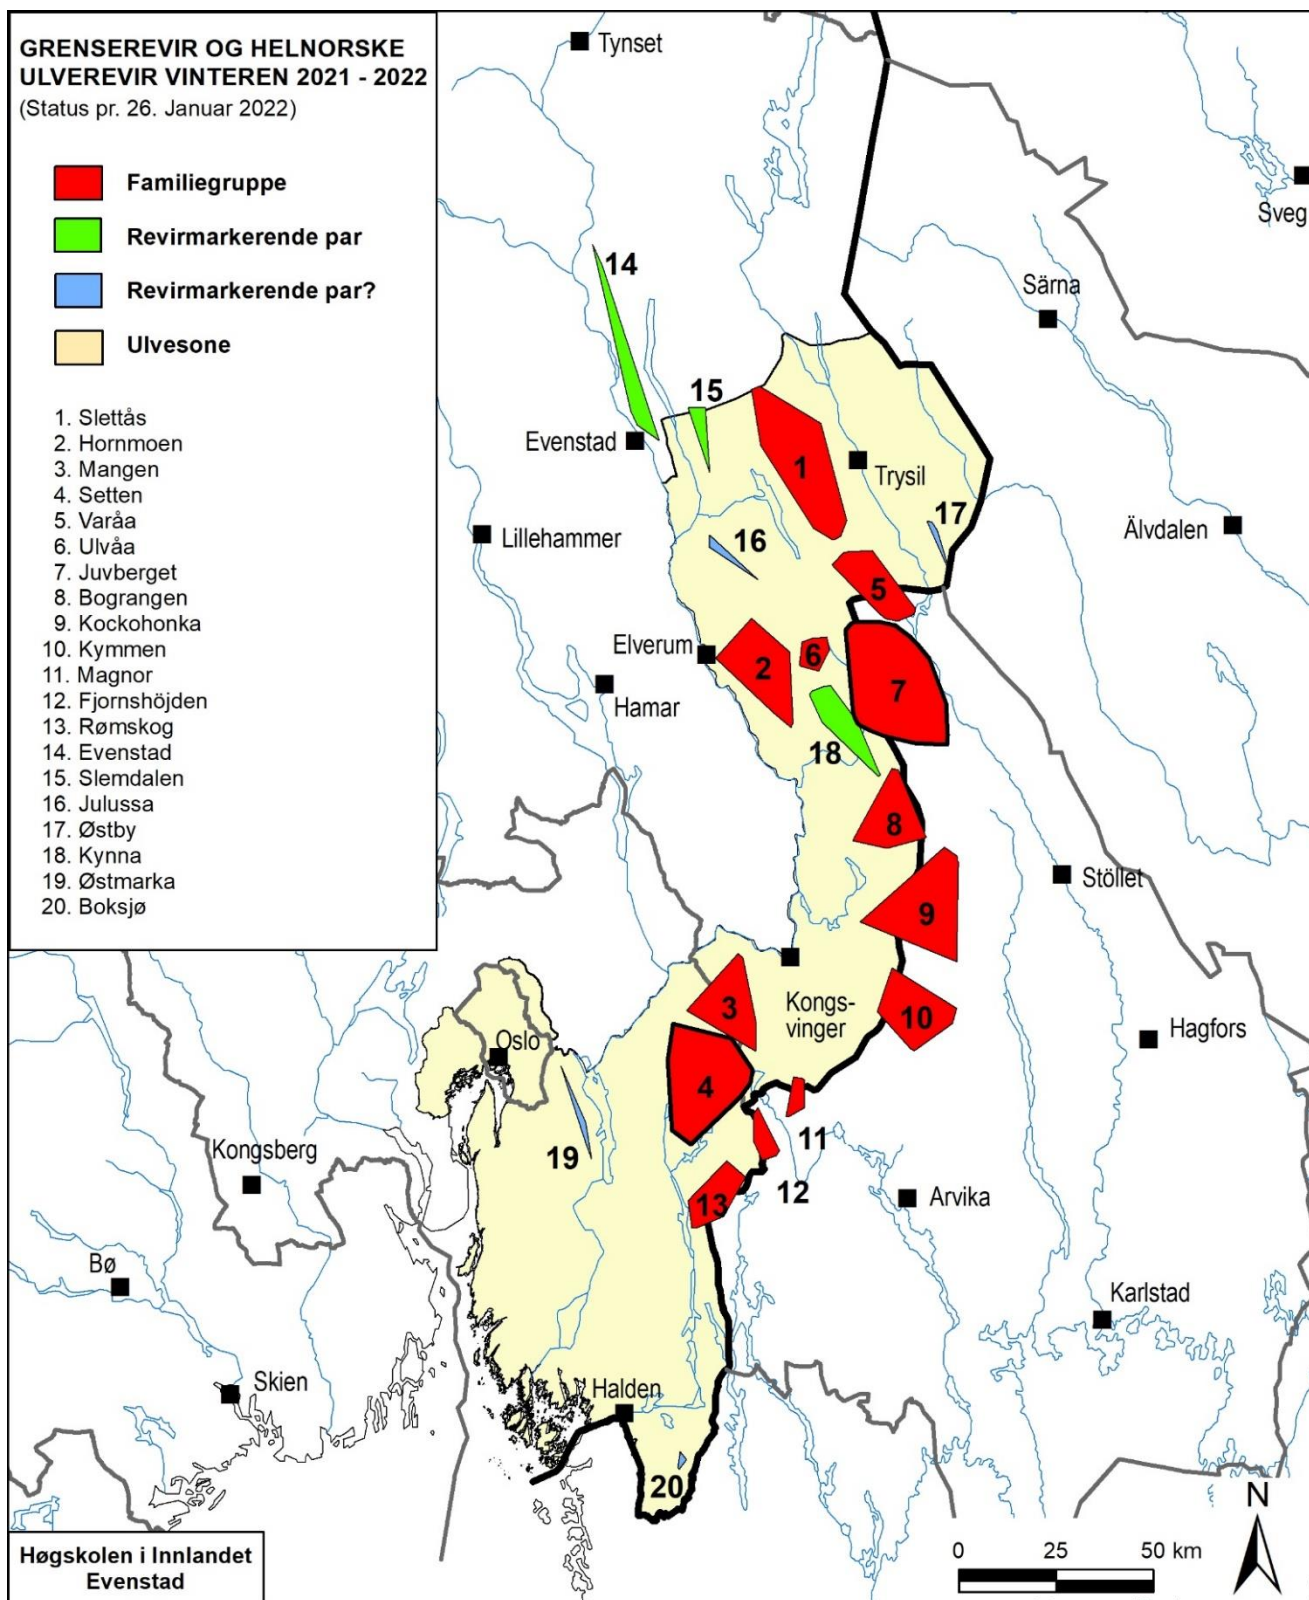 GRENSEREVIR OG HELNORSKE
ULVEREVIR VINTEREN 2021 - 2022
(Status pr. 26. Januar 2022)
Familiegruppe
Revirmarkerende par
Revirmarkerende par?
Ulvesone
1. Slettås
2. Hornmoen
3. Mangen
4. Setten
5. Varåa
6. Ulvåa
7. Juvberget
8. Bograngen
9. Kockohonka
10. Kymmen
11. Magnor
12. Fjornshöjden
13. Rømskog
14. Evenstad
15. Slemdalen
16. Julussa
17. Østby
18. Kynna
19. Østmarka
20. Boksjø
Tynset
Sveg
14
Särna
15
Evenstad
1
Trysil
17
Lillehammer
16
Älvdalen
5
Elverum
2
6
7
Hamar
18
8
Stöllet
9
3
Kongs-
vinger
10
Hagfors
Oslo
4
11
19
Kongsberg
12
13
Arvika
Bø
Karlstad
Skien
Halden
20
N
0 25 50 km
Høgskolen i Innlandet
Evenstad